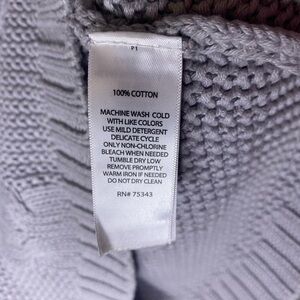 P1
100% COTTON
MACHINE WASH COLD
WITH LIKE COLORS
USE MILD DETERGENT
DELICATE CYCLE
ONLY NON-CHLORINE
BLEACH WHEN NEEDED
TUMBLE DRY LOW
REMOVE PROMPTLY
WARM IRON IF NEEDED
DO NOT DRY CLEAN
RN# 75343